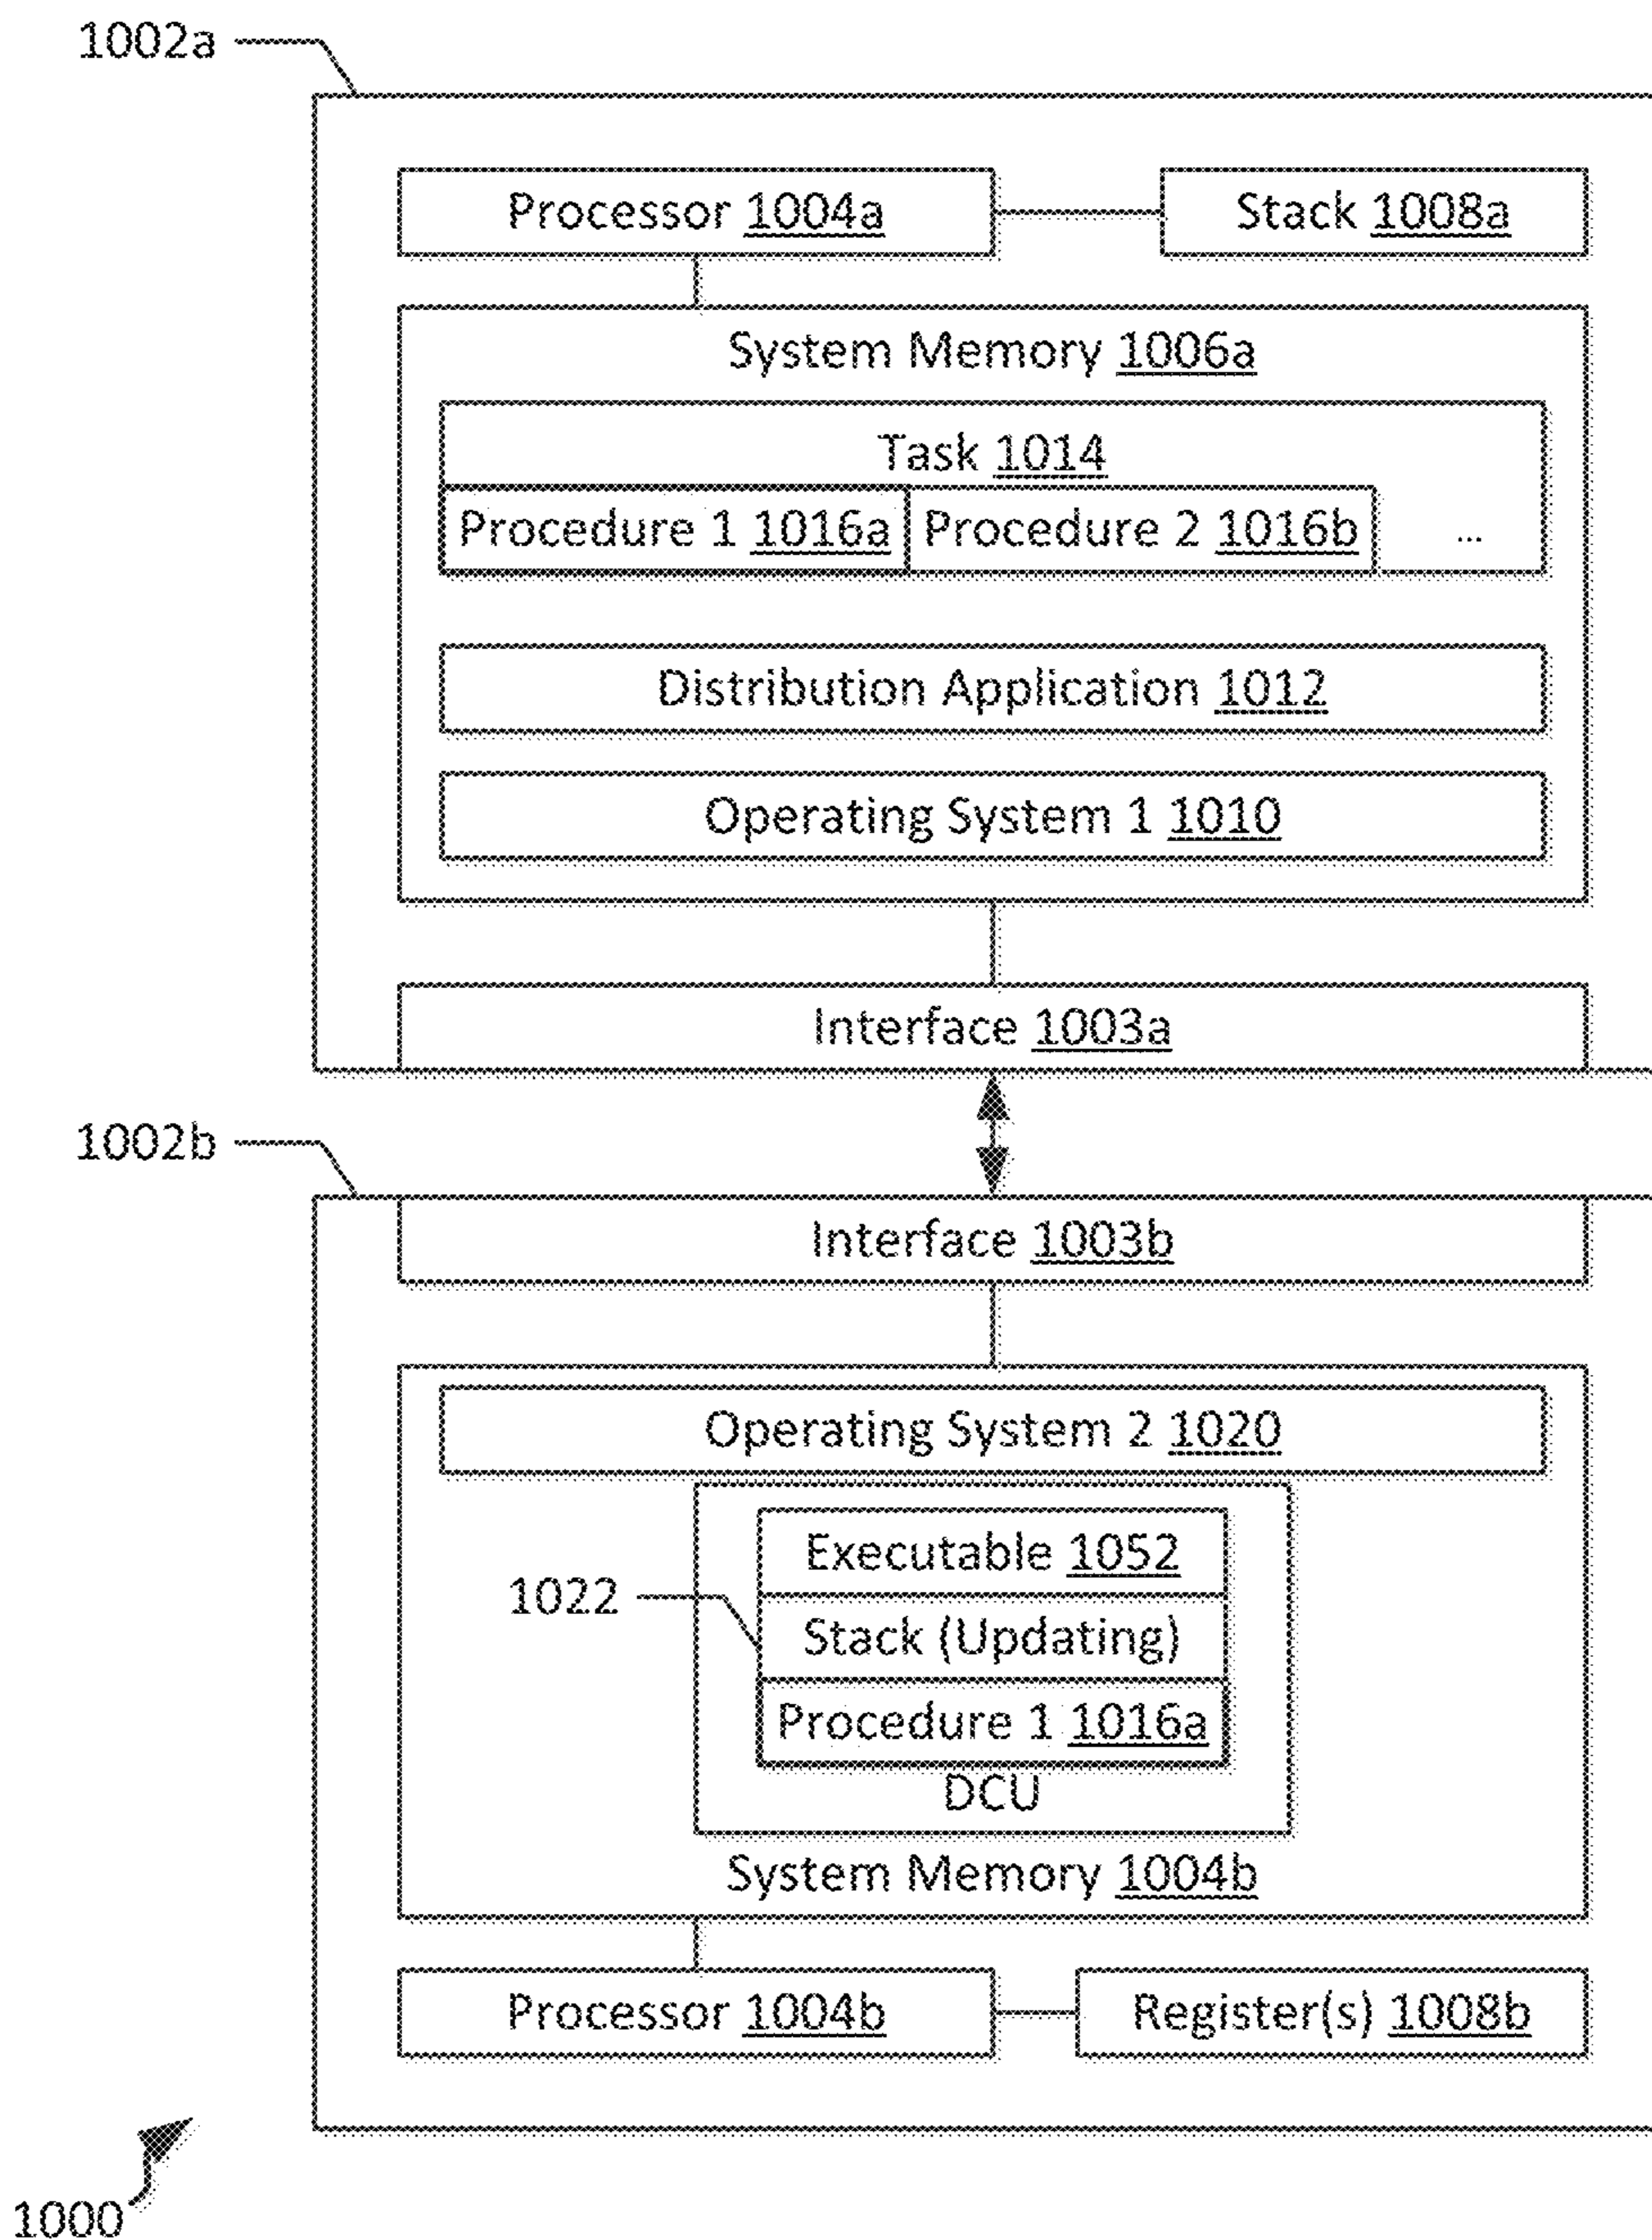 1002a
Processor 1004a
Stack 1008a
System Memory 1006a
Task 1014
Procedure 1 1016a
Procedure 2 1016b
...
Distribution Application 1012
Operating System 1 1010
Interface 1003a
1002b
Interface 1003b
Operating System 2 1020
Executable 1052
1022
Stack (Updating)
Procedure 1 1016a
DCU
System Memory 1004b
Processor 1004b
Register(s) 1008b
1000